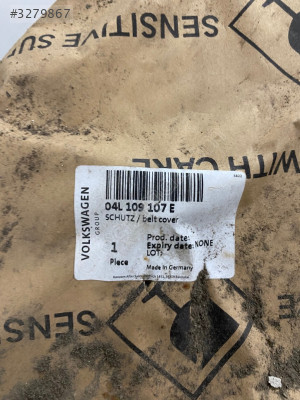 #3279867
SENSITIVE SU
WITH CARE
VOLKSWAGEN
GROUP
04L 109 107 E
SCHUTZ / belt cover
1
Piece
Prod. date:
Expiry date:NONE
LOT:
Made in Germany
SENS